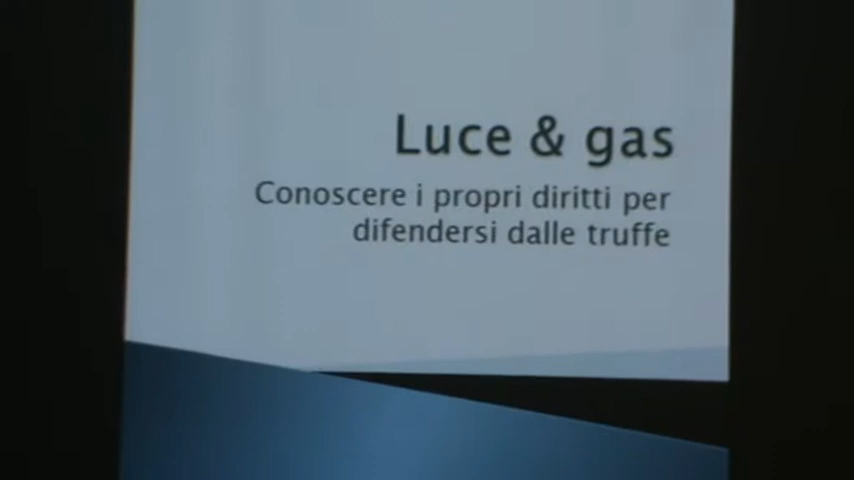 Luce & gas
Conoscere i propri diritti per
difendersi dalle truffe